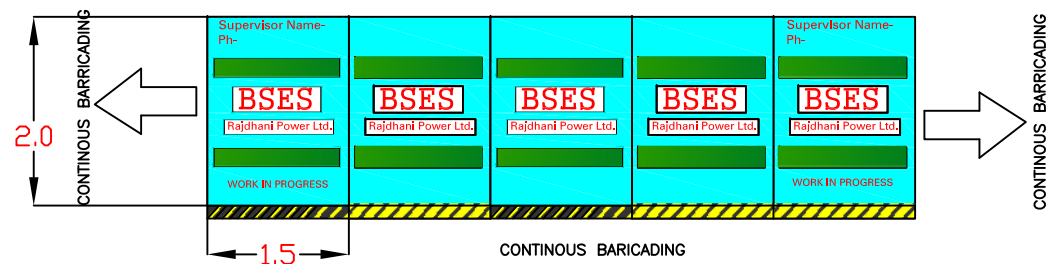 Supervisor Name-
Ph-
Supervisor Name-
Ph-
BSES
BSES
BSES
BSES
BSES
Rajdhani Power Ltd.
Rajdhani Power Ltd.
Rajdhani Power Ltd.
Rajdhani Power Ltd.
Rajdhani Power Ltd.
WORK IN PROGRESS
WORK IN PROGRESS
2.0
CONTINOUS BARRICADING
CONTINOUS BARRICADING
1.5
CONTINOUS BARICADING